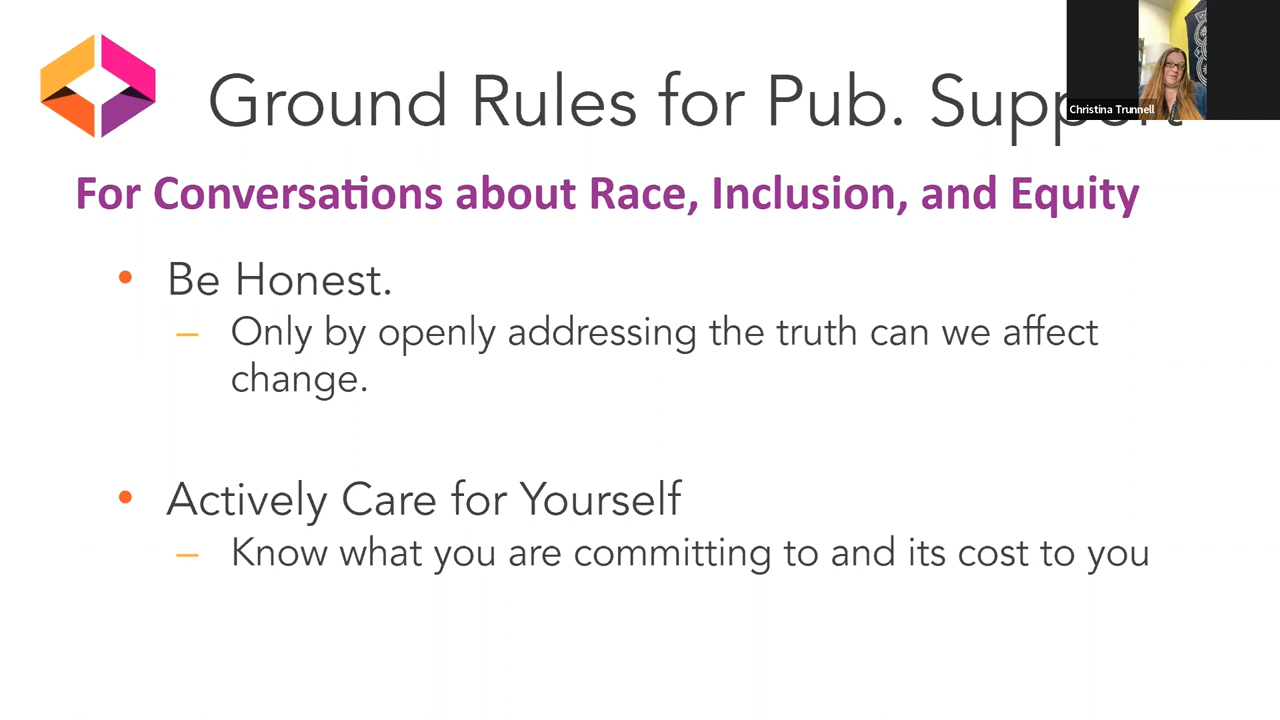 Ground Rules for Pub. Support
Christina Trunnell
For Conversations about Race, Inclusion, and Equity
• Be Honest.
– Only by openly addressing the truth can we affect
change.
• Actively Care for Yourself
– Know what you are committing to and its cost to you